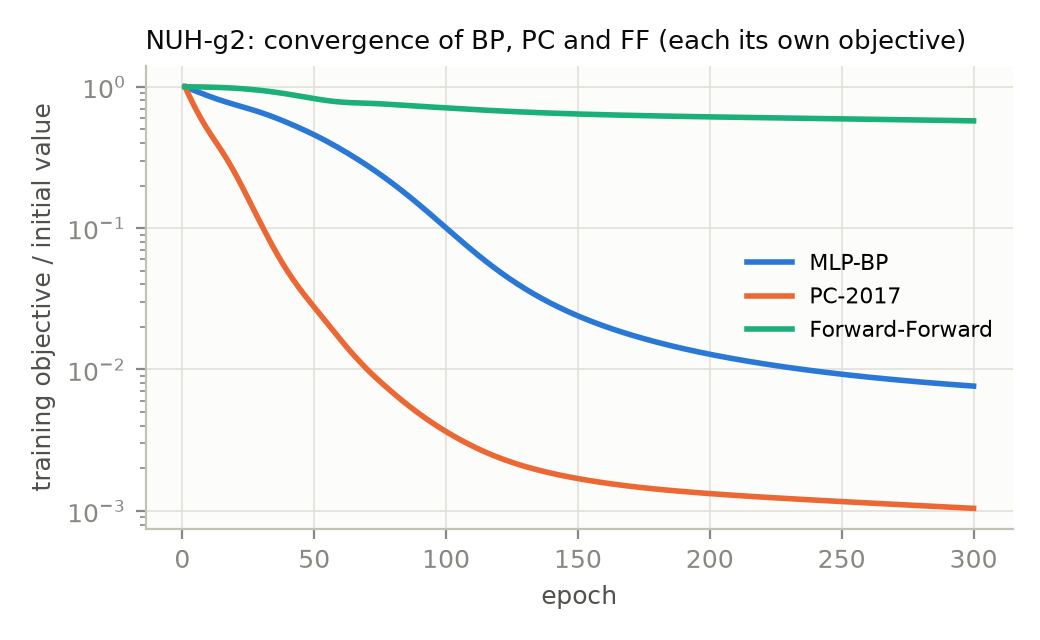 NUH-g2: convergence of BP, PC and FF (each its own objective)
training objective / initial value
10⁰
10⁻¹
10⁻²
10⁻³
MLP-BP
PC-2017
Forward-Forward
0 50 100 150 200 250 300
epoch